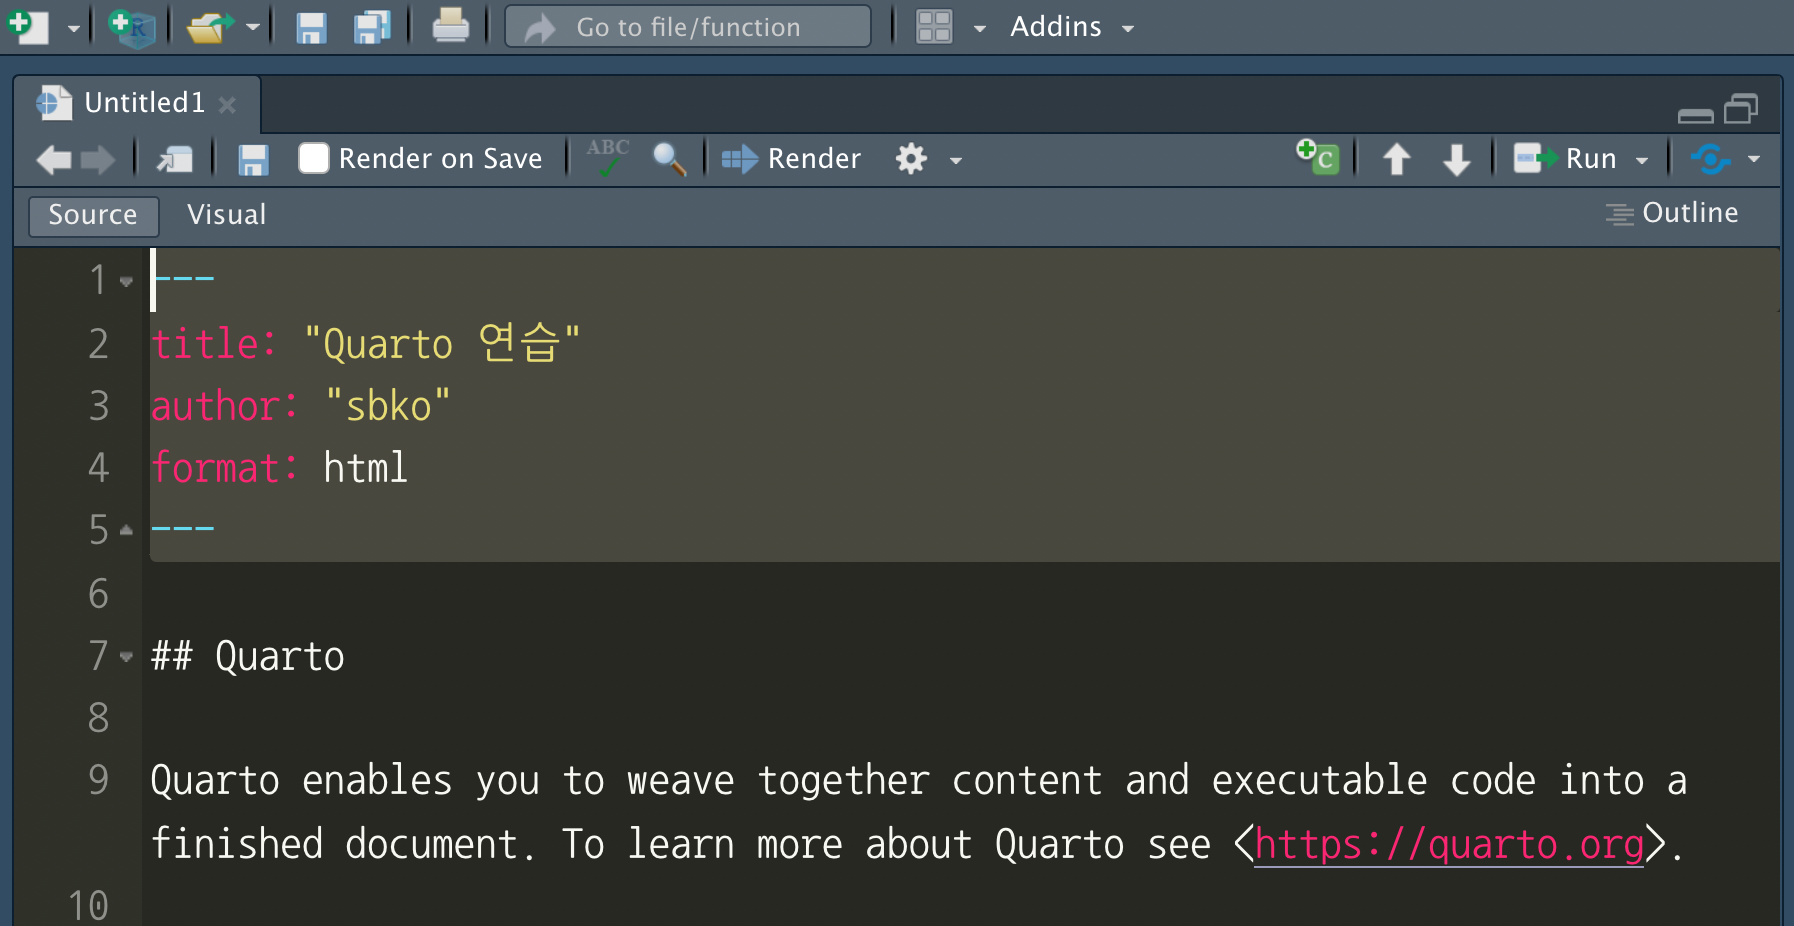 Go to file/function Addins
Untitled1
Render on Save ABC Render C Run
Source Visual Outline
1 ---
2 title: "Quarto 연습"
3 author: "sbko"
4 format: html
5 ---
6
7 ## Quarto
8
9 Quarto enables you to weave together content and executable code into a
finished document. To learn more about Quarto see <https://quarto.org>.
10